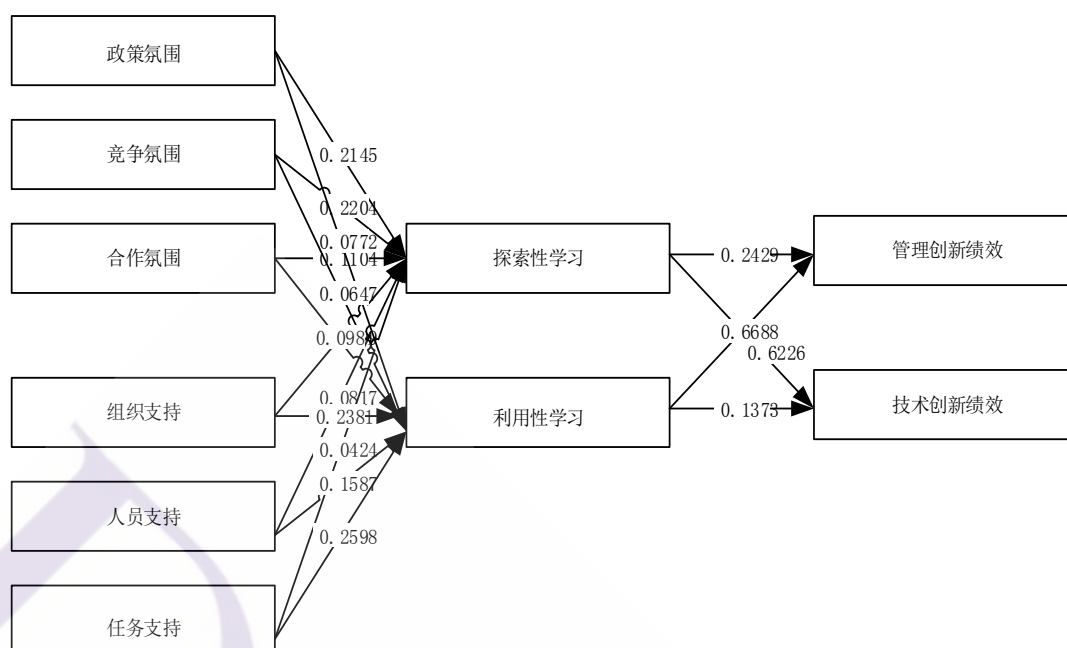 政策氛围
竞争氛围
合作氛围
组织支持
人员支持
任务支持
0.2145
0.2204
0.0772
0.1104
0.0647
0.0817
0.2381
0.0424
0.1587
0.2598
探索性学习
利用性学习
0.2429
0.6688
0.6226
0.1373
管理创新绩效
技术创新绩效